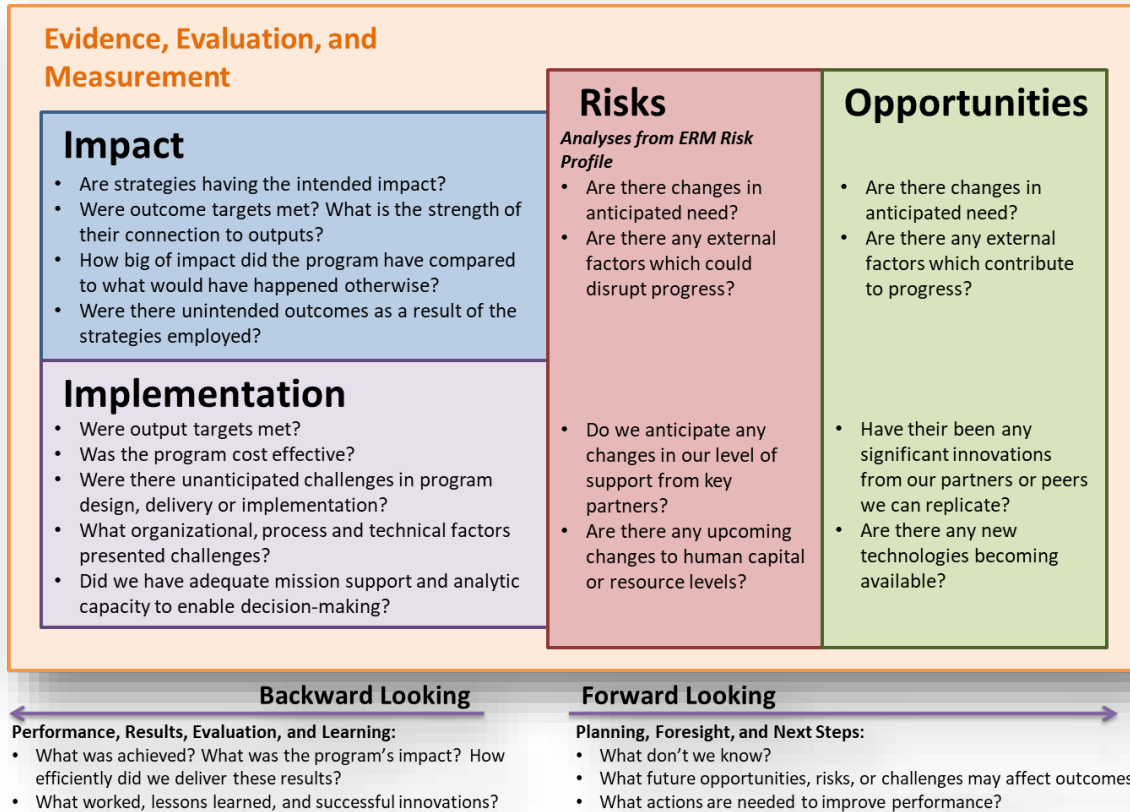 Evidence, Evaluation, and
Measurement
Impact
• Are strategies having the intended impact?
• Were outcome targets met? What is the strength of
their connection to outputs?
• How big of impact did the program have compared
to what would have happened otherwise?
• Were there unintended outcomes as a result of the
strategies employed?
Implementation
• Were output targets met?
• Was the program cost effective?
• Were there unanticipated challenges in program
design, delivery or implementation?
• What organizational, process and technical factors
presented challenges?
• Did we have adequate mission support and analytic
capacity to enable decision-making?
Risks
Analyses from ERM Risk
Profile
• Are there changes in
anticipated need?
• Are there any external
factors which could
disrupt progress?
• Do we anticipate any
changes in our level of
support from key
partners?
• Are there any upcoming
changes to human capital
or resource levels?
Opportunities
• Are there changes in
anticipated need?
• Are there any external
factors which contribute
to progress?
• Have their been any
significant innovations
from our partners or peers
we can replicate?
• Are there any new
technologies becoming
available?
Backward Looking
Performance, Results, Evaluation, and Learning:
• What was achieved? What was the program's impact? How
efficiently did we deliver these results?
• What worked, lessons learned, and successful innovations?
Forward Looking
Planning, Foresight, and Next Steps:
• What don't we know?
• What future opportunities, risks, or challenges may affect outcomes
• What actions are needed to improve performance?